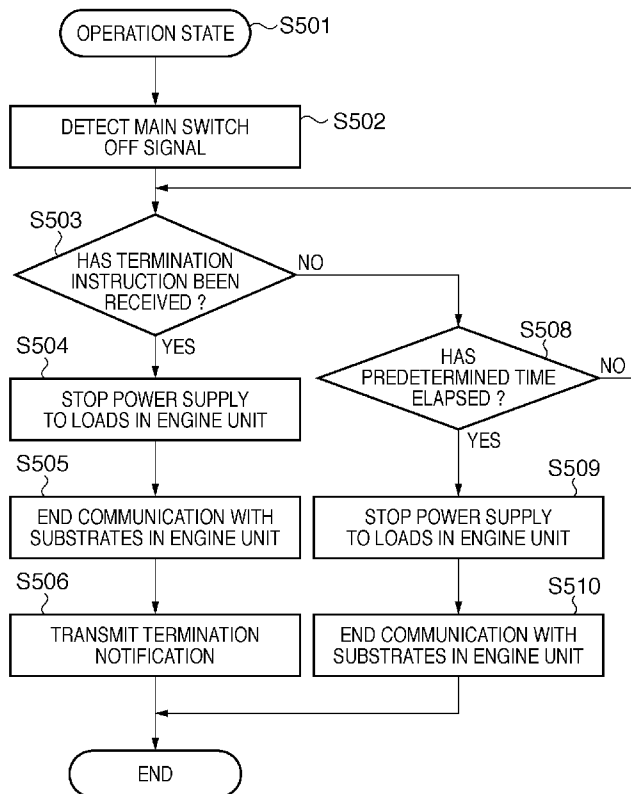 OPERATION STATE
S501
DETECT MAIN SWITCH
OFF SIGNAL
S502
S503
HAS TERMINATION
INSTRUCTION BEEN
RECEIVED ?
NO
YES
S508
HAS
PREDETERMINED TIME
ELAPSED ?
NO
YES
S504
STOP POWER SUPPLY
TO LOADS IN ENGINE UNIT
S505
END COMMUNICATION WITH
SUBSTRATES IN ENGINE UNIT
S506
TRANSMIT TERMINATION
NOTIFICATION
S509
STOP POWER SUPPLY
TO LOADS IN ENGINE UNIT
S510
END COMMUNICATION WITH
SUBSTRATES IN ENGINE UNIT
END